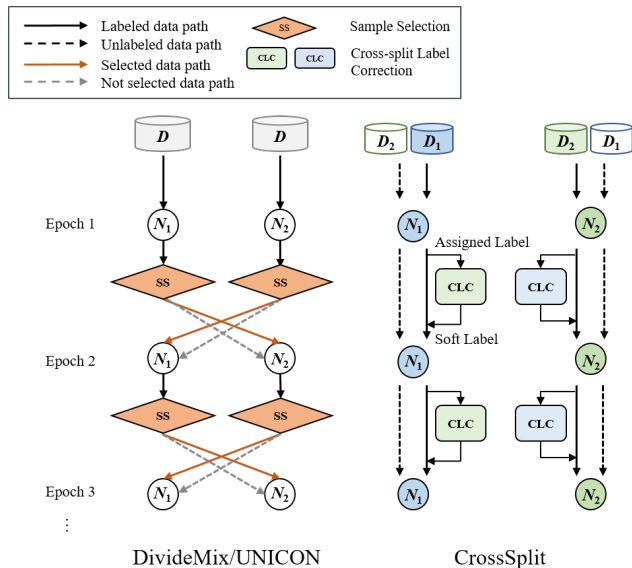 Labeled data path
Unlabeled data path
Selected data path
Not selected data path
SS
Sample Selection
CLC CLC
Cross-split Label
Correction
D D D₂ D₁ D₂ D₁
Epoch 1
N₁ N₂ N₁ N₂
Assigned Label
SS SS CLC CLC
Soft Label
Epoch 2
N₁ N₂ N₁ N₂
SS SS CLC CLC
Epoch 3
N₁ N₂ N₁ N₂
⋮
DivideMix/UNICON
CrossSplit